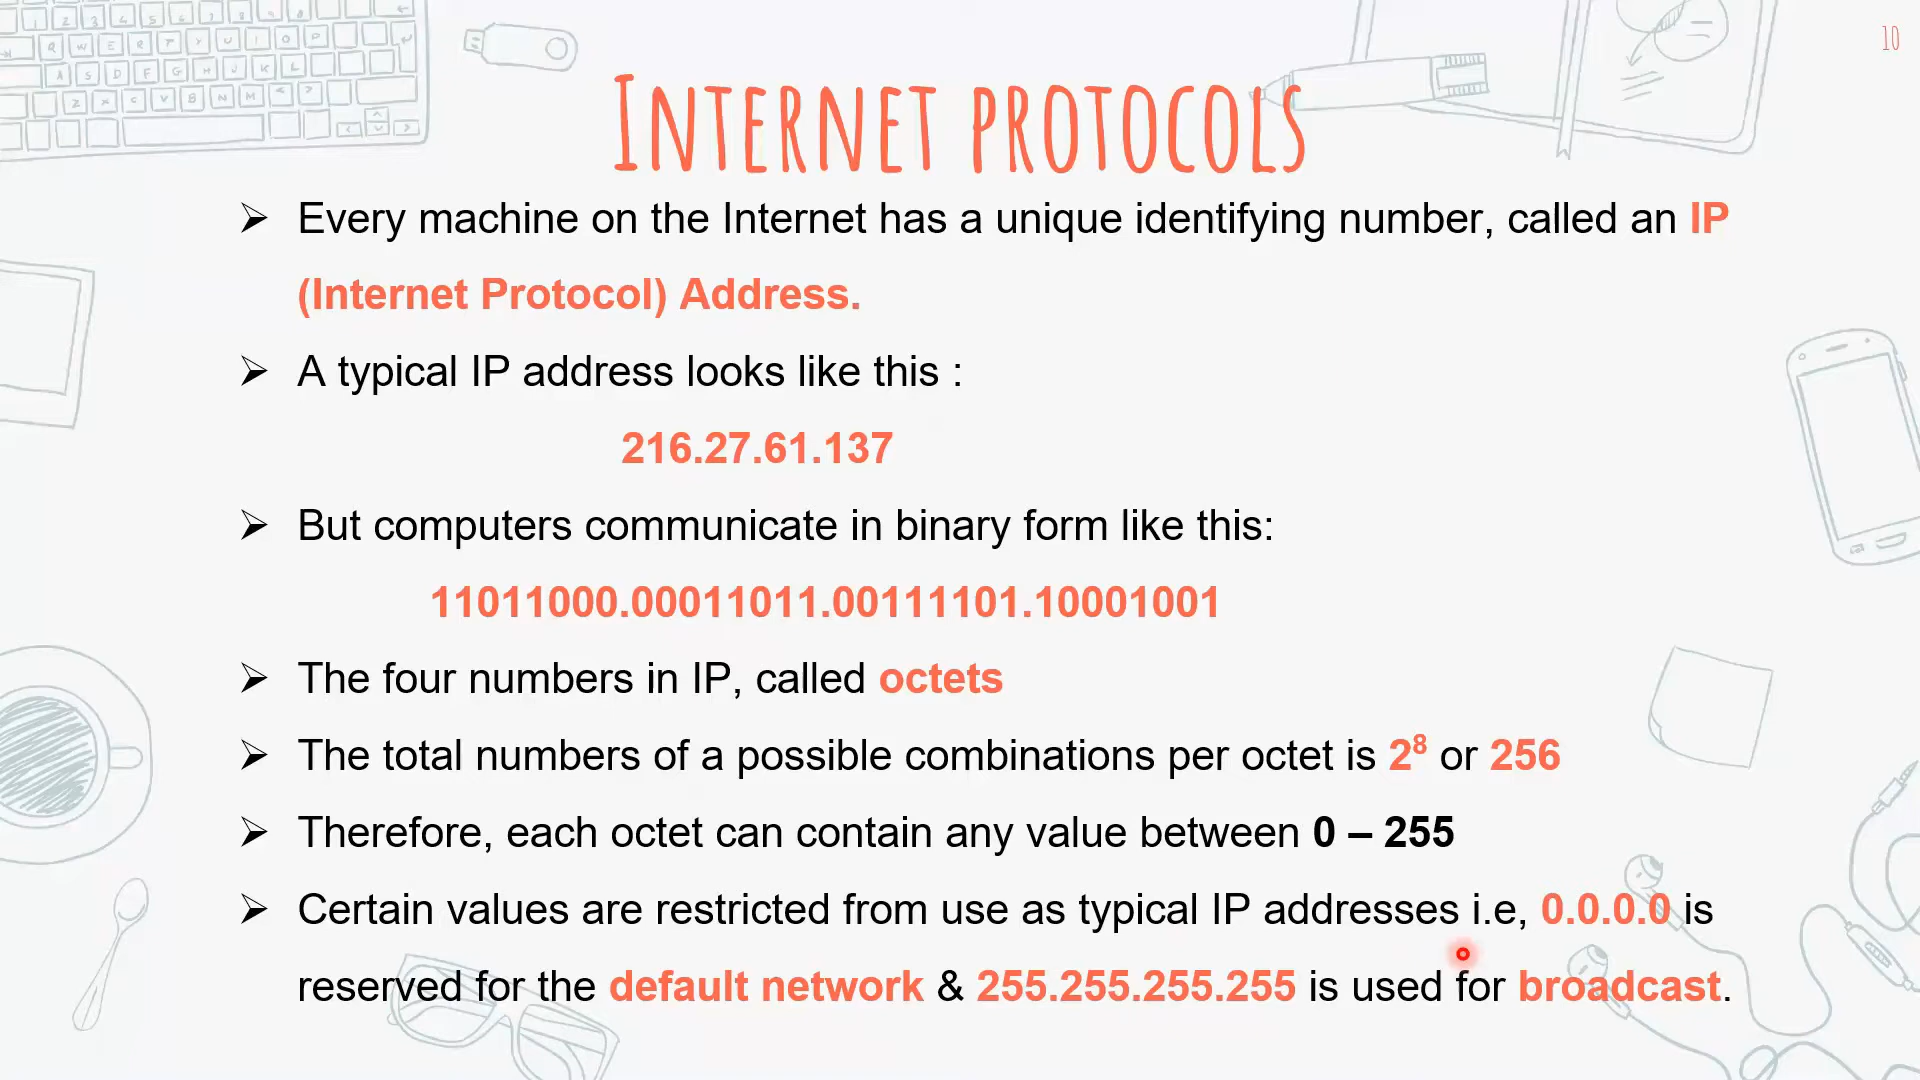 10
INTERNET PROTOCOLS
➢ Every machine on the Internet has a unique identifying number, called an IP
(Internet Protocol) Address.
➢ A typical IP address looks like this :
216.27.61.137
➢ But computers communicate in binary form like this:
11011000.00011011.00111101.10001001
➢ The four numbers in IP, called octets
➢ The total numbers of a possible combinations per octet is 2⁸ or 256
➢ Therefore, each octet can contain any value between 0 – 255
➢ Certain values are restricted from use as typical IP addresses i.e, 0.0.0.0 is
reserved for the default network & 255.255.255.255 is used for broadcast.